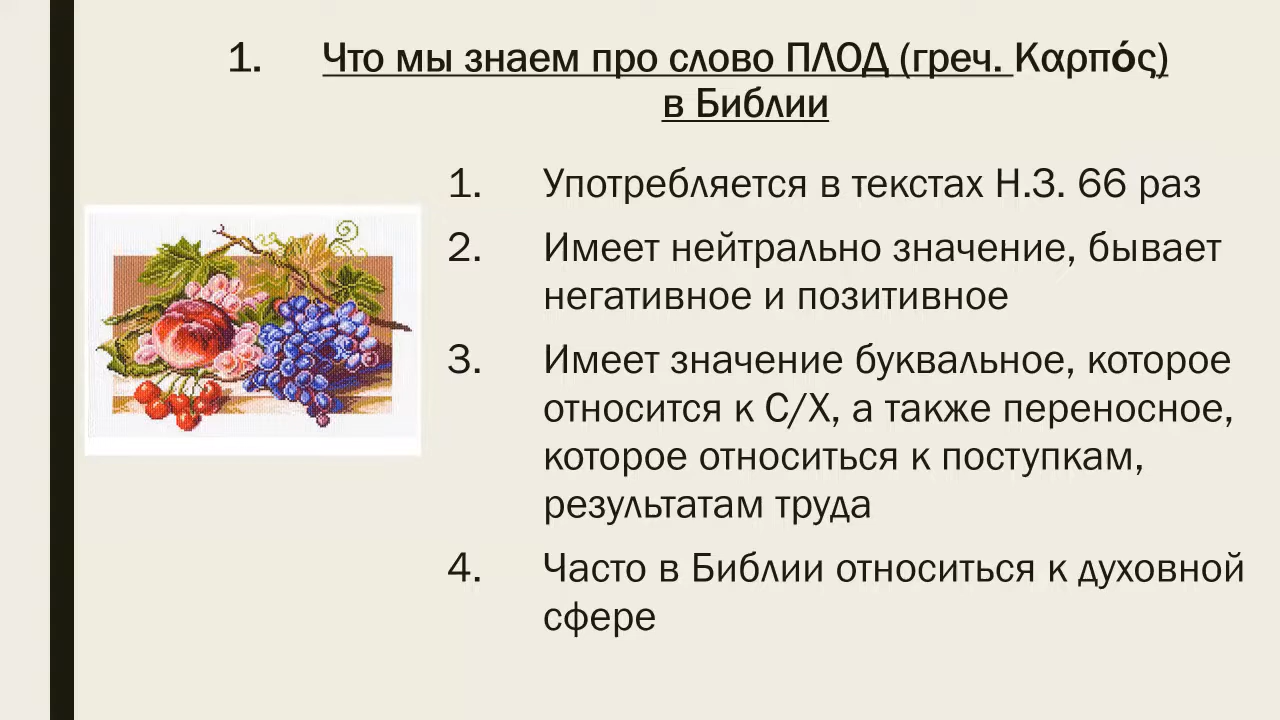 1. Что мы знаем про слово ПЛОД (греч. Καρπός)
в Библии
1. Употребляется в текстах Н.З. 66 раз
2. Имеет нейтрально значение, бывает
негативное и позитивное
3. Имеет значение буквальное, которое
относится к С/Х, а также переносное,
которое относиться к поступкам,
результатам труда
4. Часто в Библии относиться к духовной
сфере